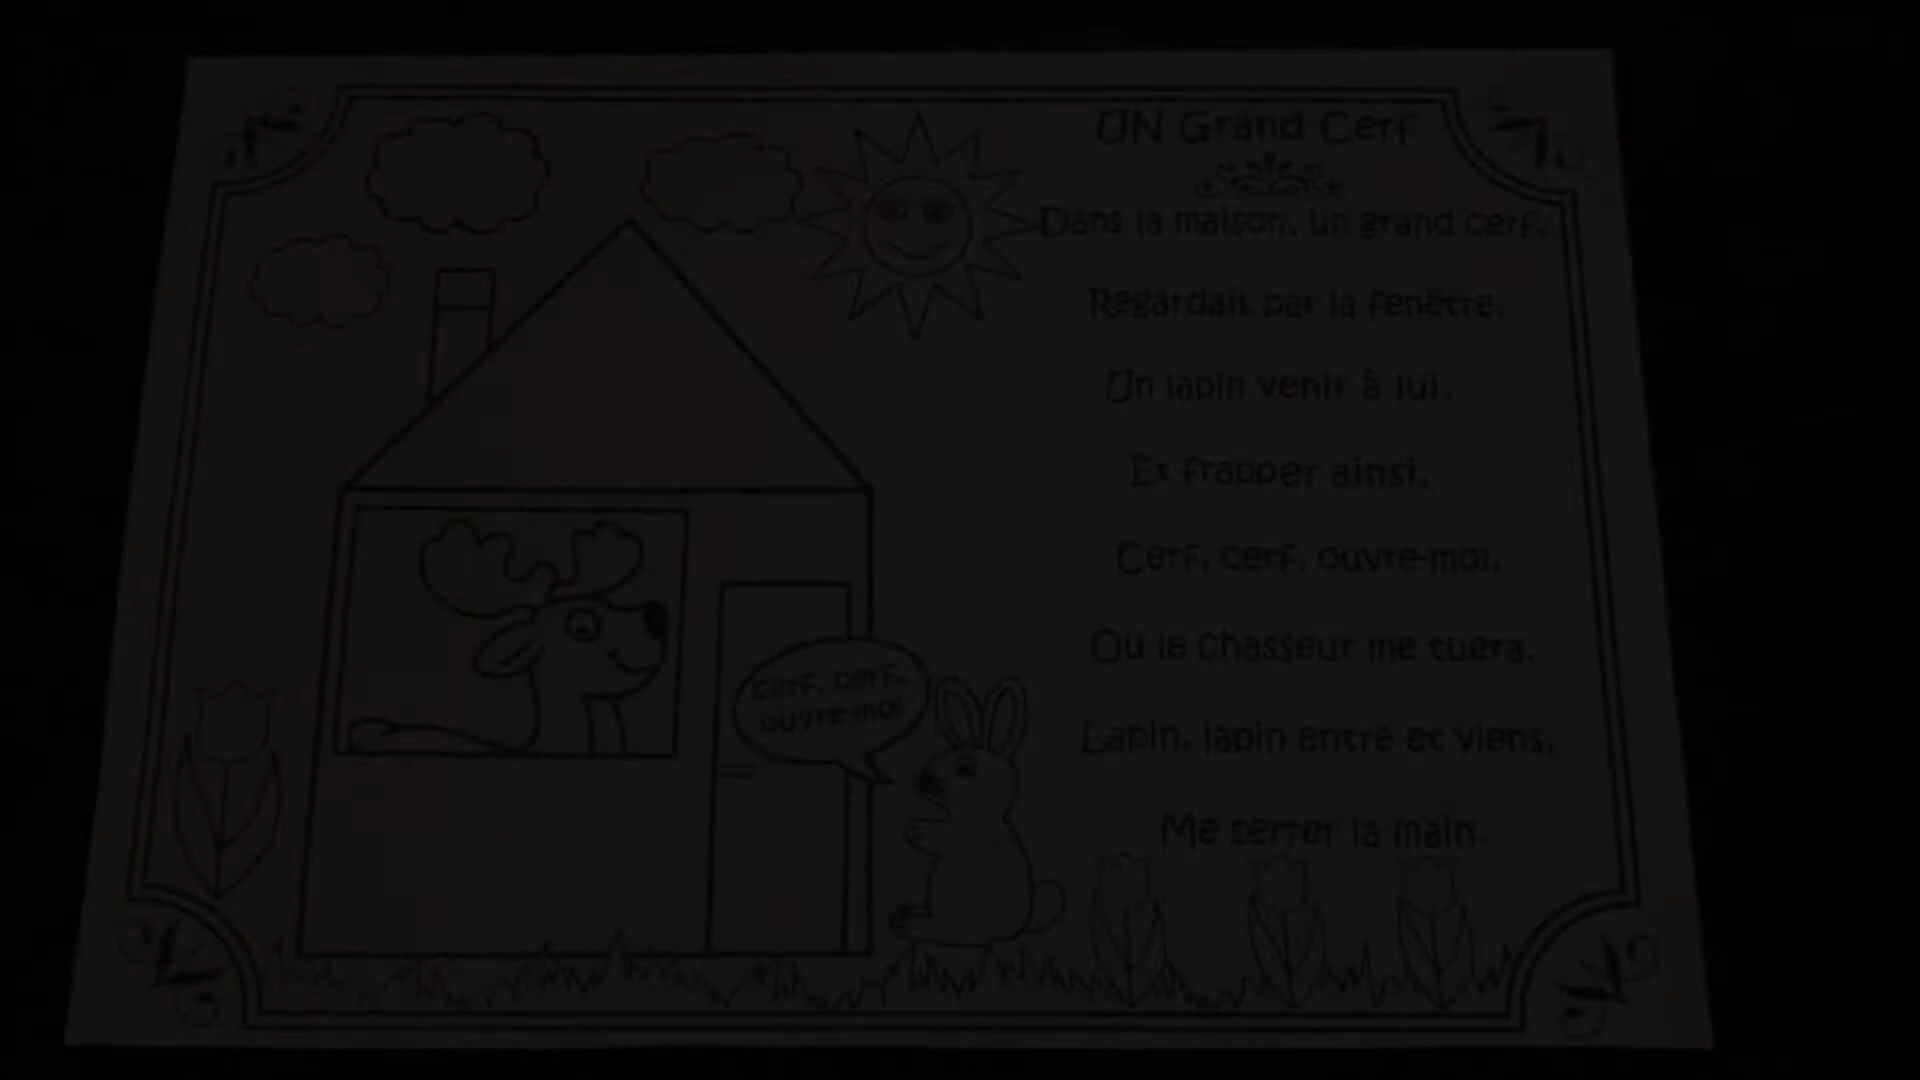 UN Grand Cerf
Dans la maison, un grand cerf,
Regardait par la fenêtre,
Un lapin venir à lui,
Et frapper ainsi,
Cerf, cerf, ouvre-moi,
Ou le chasseur me tuera,
Lapin, lapin entre et viens,
Me serrer la main.
cerf, cerf,
ouvre-moi